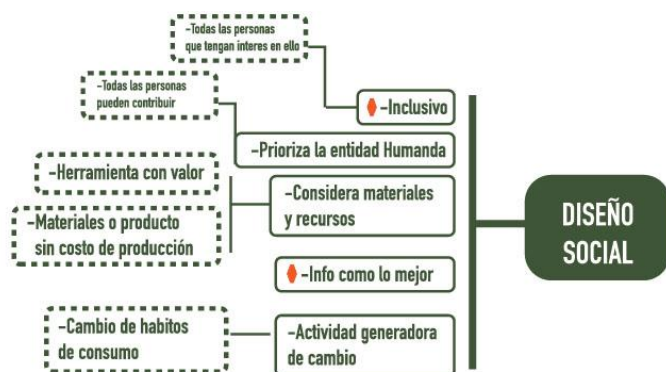 -Todas las personas
que tengan interes en ello
-Todas las personas
pueden contribuir
-Inclusivo
-Prioriza la entidad Humanda
-Herramienta con valor
-Considera materiales
y recursos
-Materiales o producto
sin costo de producción
DISEÑO
SOCIAL
-Info como lo mejor
-Cambio de habitos
de consumo
-Actividad generadora
de cambio